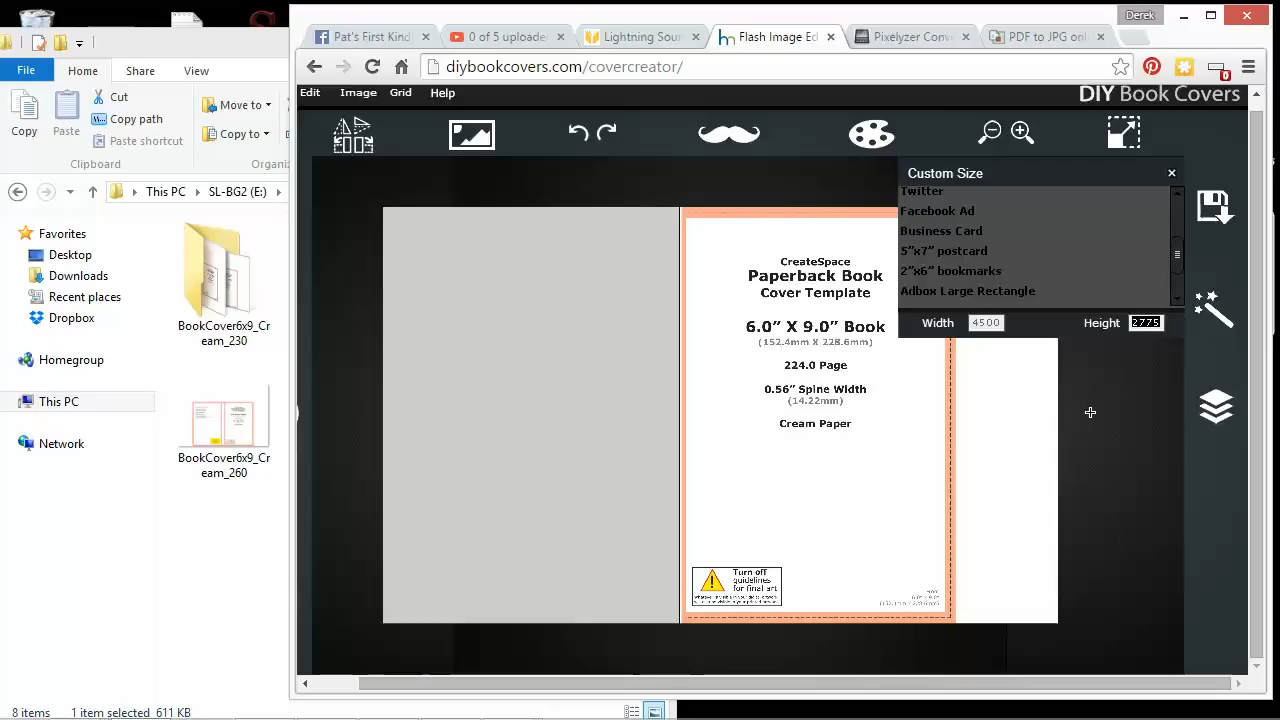 Derek
Pat's First Kind
0 of 5 uploade
Lightning Sour
Flash Image Ed
Pixelyzer Conv
PDF to JPG onl
diybookcovers.com/covercreator/
0
Edit Image Grid Help
DIY Book Covers
File Home Share View
Copy
Paste
Cut
Copy path
Paste shortcut
Move to
Copy to
Clipboard
Organi
This PC
SL-BG2 (E:)
Favorites
Desktop
Downloads
Recent places
Dropbox
Homegroup
This PC
Network
BookCover6x9_Cr
eam_230
BookCover6x9_Cr
eam_260
8 items 1 item selected 611 KB
Custom Size
Twitter
Facebook Ad
Business Card
5”x7” postcard
2”x6” bookmarks
Adbox Large Rectangle
Width 4500 Height 2775
CreateSpace
Paperback Book
Cover Template
6.0” X 9.0” Book
(152.4mm X 228.6mm)
224.0 Page
0.56” Spine Width
(14.22mm)
Cream Paper
Turn off
guidelines
for final art